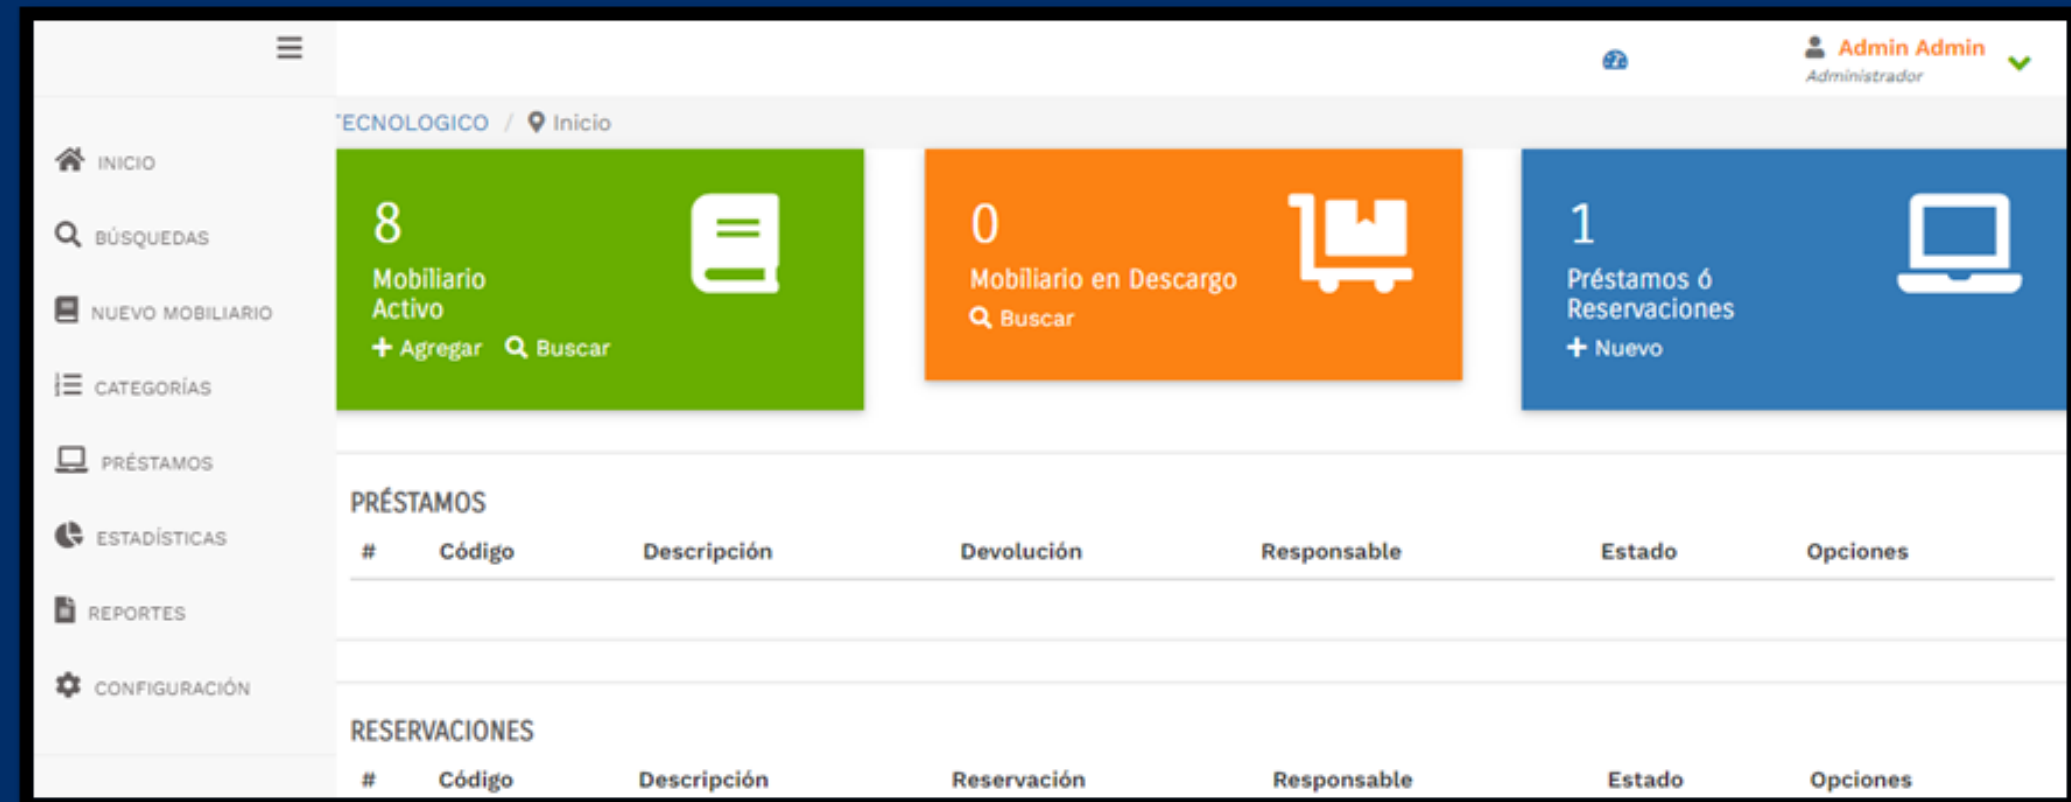 Admin Admin
Administrador
TECNOLOGICO / Inicio
INICIO
BÚSQUEDAS
NUEVO MOBILIARIO
CATEGORÍAS
PRÉSTAMOS
ESTADÍSTICAS
REPORTES
CONFIGURACIÓN
8
Mobiliario
Activo
+ Agregar Buscar
0
Mobiliario en Descargo
Buscar
1
Préstamos ó
Reservaciones
+ Nuevo
PRÉSTAMOS
# Código Descripción Devolución Responsable Estado Opciones
RESERVACIONES
# Código Descripción Reservación Responsable Estado Opciones